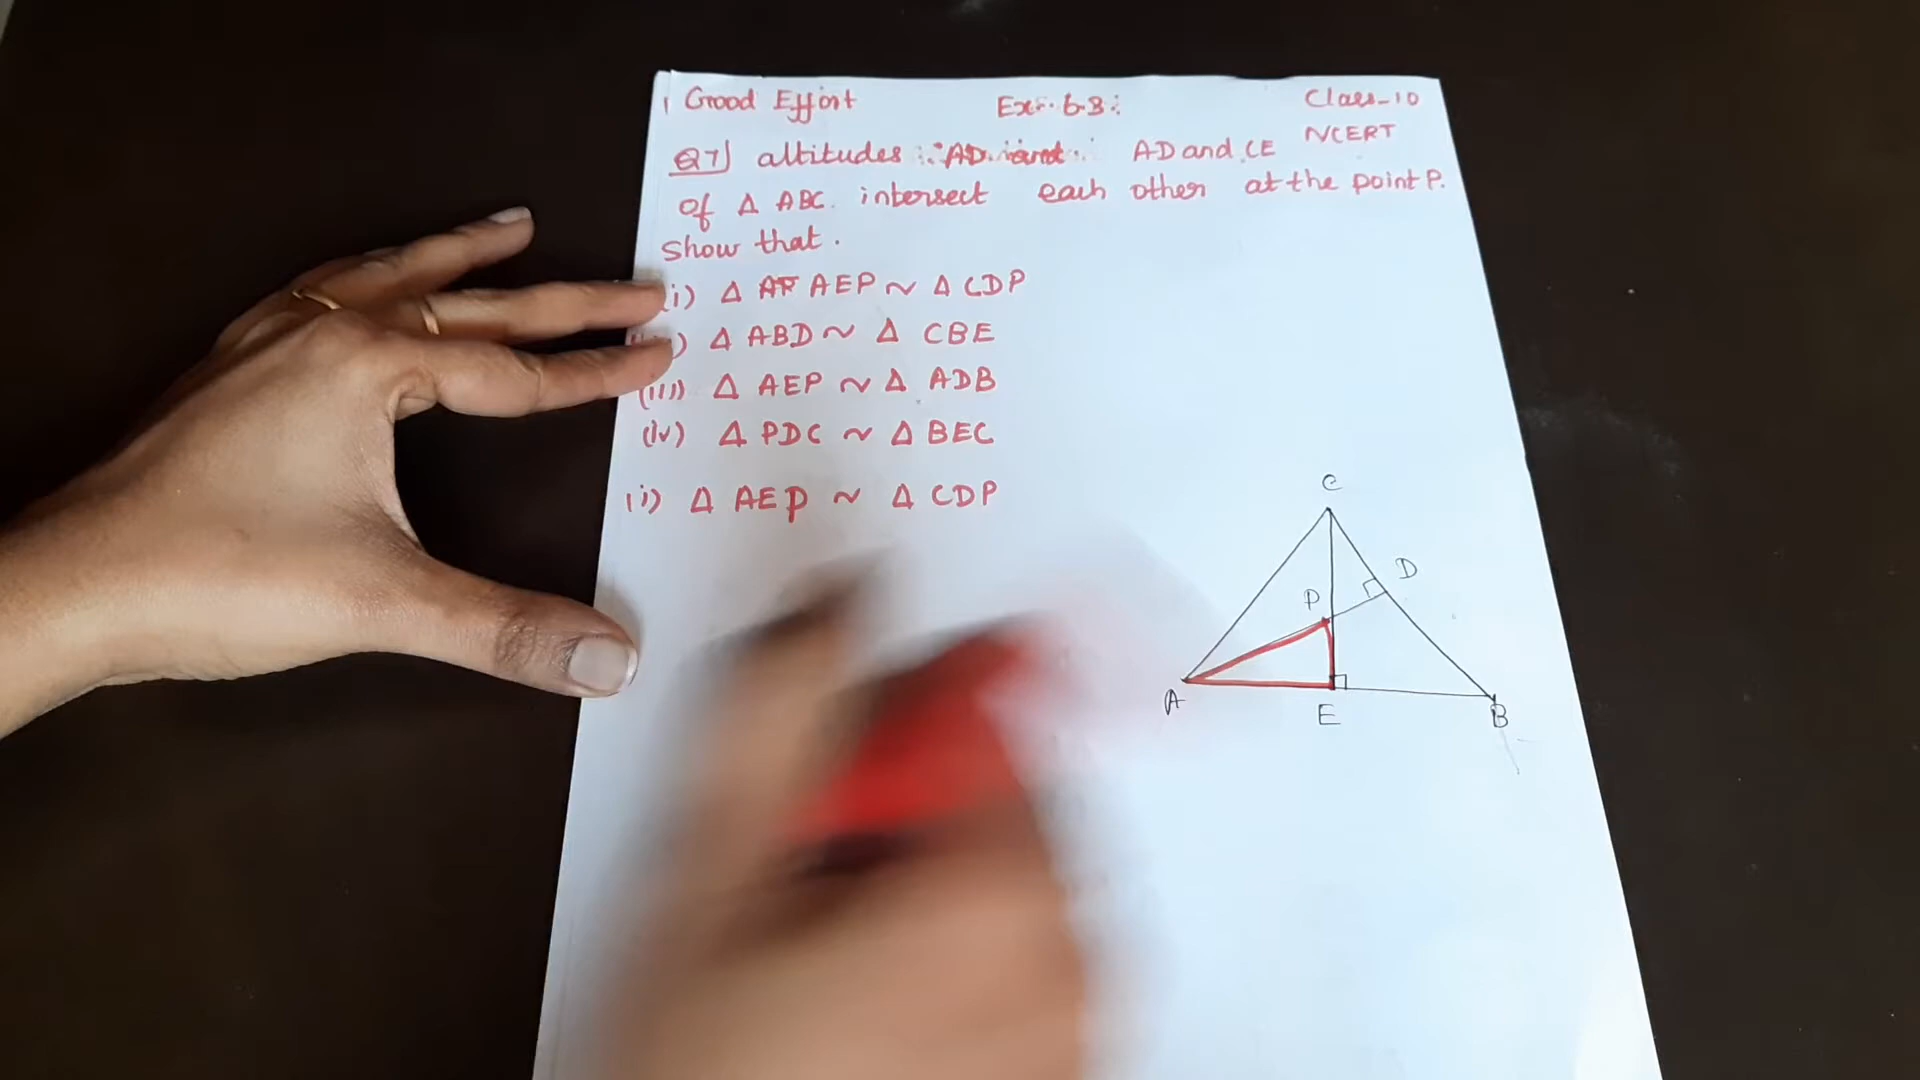 Good Effort Ex:- 6.3: Class-10
NCERT
Q7) altitudes AD and AD and CE
of Δ ABC. intersect each other at the point P.
Show that.
(i) Δ AP AEP ~ Δ CDP
) Δ ABD ~ Δ CBE
(iii) Δ AEP ~ Δ ADB
(iv) Δ PDC ~ Δ BEC
(i) Δ AEP ~ Δ CDP
C
D
P
A
E
B